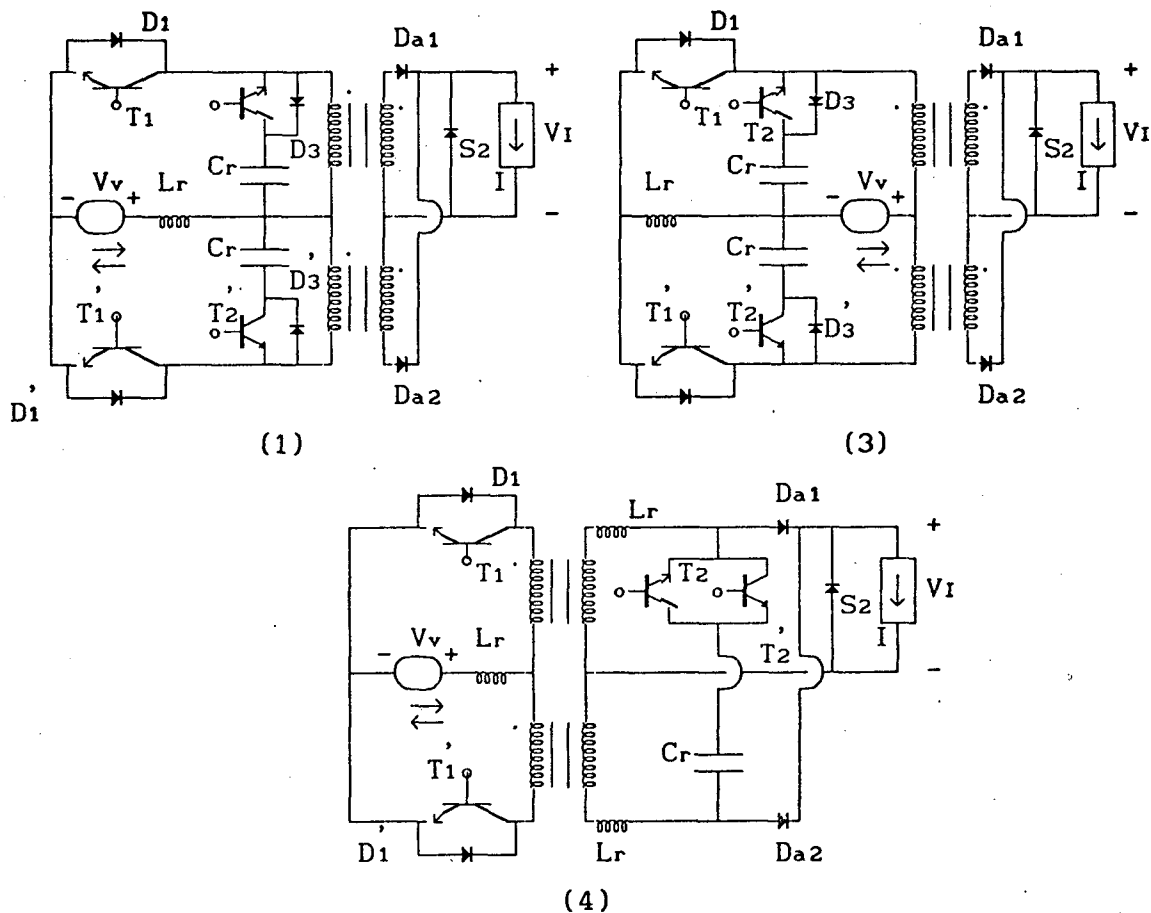 D1
Da1
+
T1
D3
S2
VI
Cr
I
- Vv + Lr
-
Cr
D3'
T1'
T2'
Da2
D1'
(1)
D1
Da1
+
T1
D3
T2
S2
VI
Cr
I
Lr
- Vv +
-
Cr
T1'
T2'
D3'
Da2
(3)
D1
Da1
Lr
+
T1
T2
S2
VI
I
- Vv + Lr
T2'
-
T1'
Cr
D1'
Lr
Da2
(4)